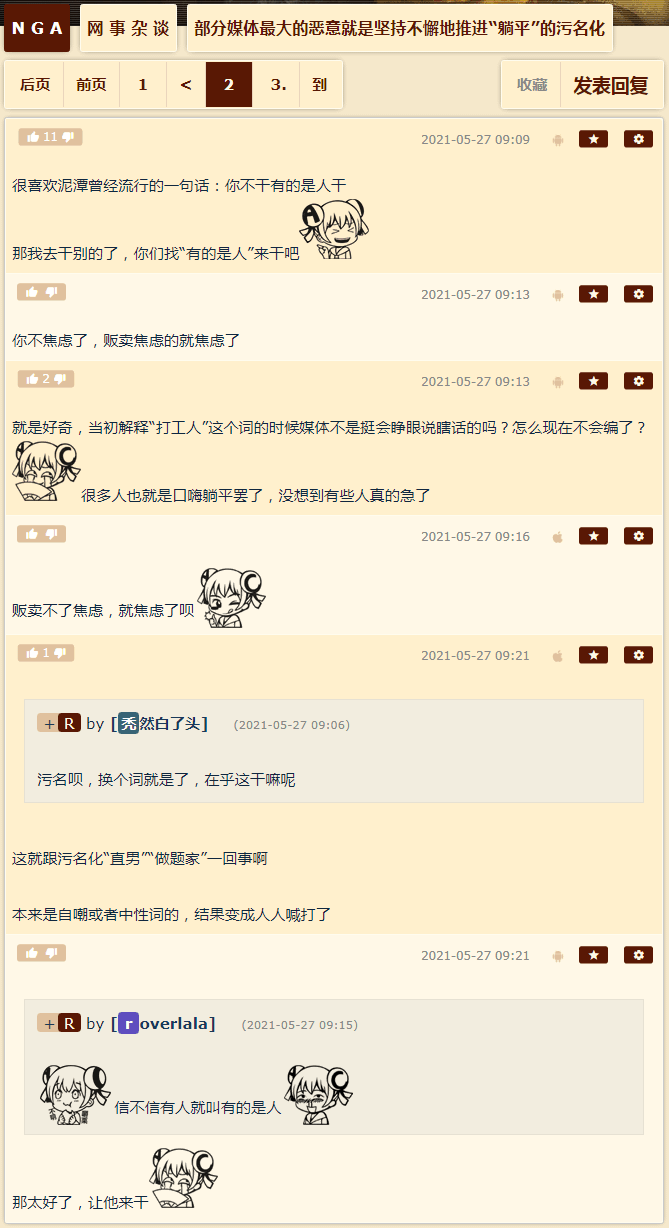 NGA 网事杂谈 部分媒体最大的恶意就是坚持不懈地推进“躺平”的污名化
后页 前页 1 < 2 3. 到 收藏 发表回复
11 2021-05-27 09:09
很喜欢泥潭曾经流行的一句话：你不干有的是人干
那我去干别的了，你们找“有的是人”来干吧
2021-05-27 09:13
你不焦虑了，贩卖焦虑的就焦虑了
2 2021-05-27 09:13
就是好奇，当初解释“打工人”这个词的时候媒体不是挺会睁眼说瞎话的吗？怎么现在不会编了？
很多人也就是口嗨躺平罢了，没想到有些人真的急了
2021-05-27 09:16
贩卖不了焦虑，就焦虑了呗
1 2021-05-27 09:21
+ R by [秃然白了头] (2021-05-27 09:06)
污名呗，换个词就是了，在乎这干嘛呢
这就跟污名化“直男”“做题家”一回事啊
本来是自嘲或者中性词的，结果变成人人喊打了
2021-05-27 09:21
+ R by [roverlala] (2021-05-27 09:15)
信不信有人就叫有的是人
那太好了，让他来干